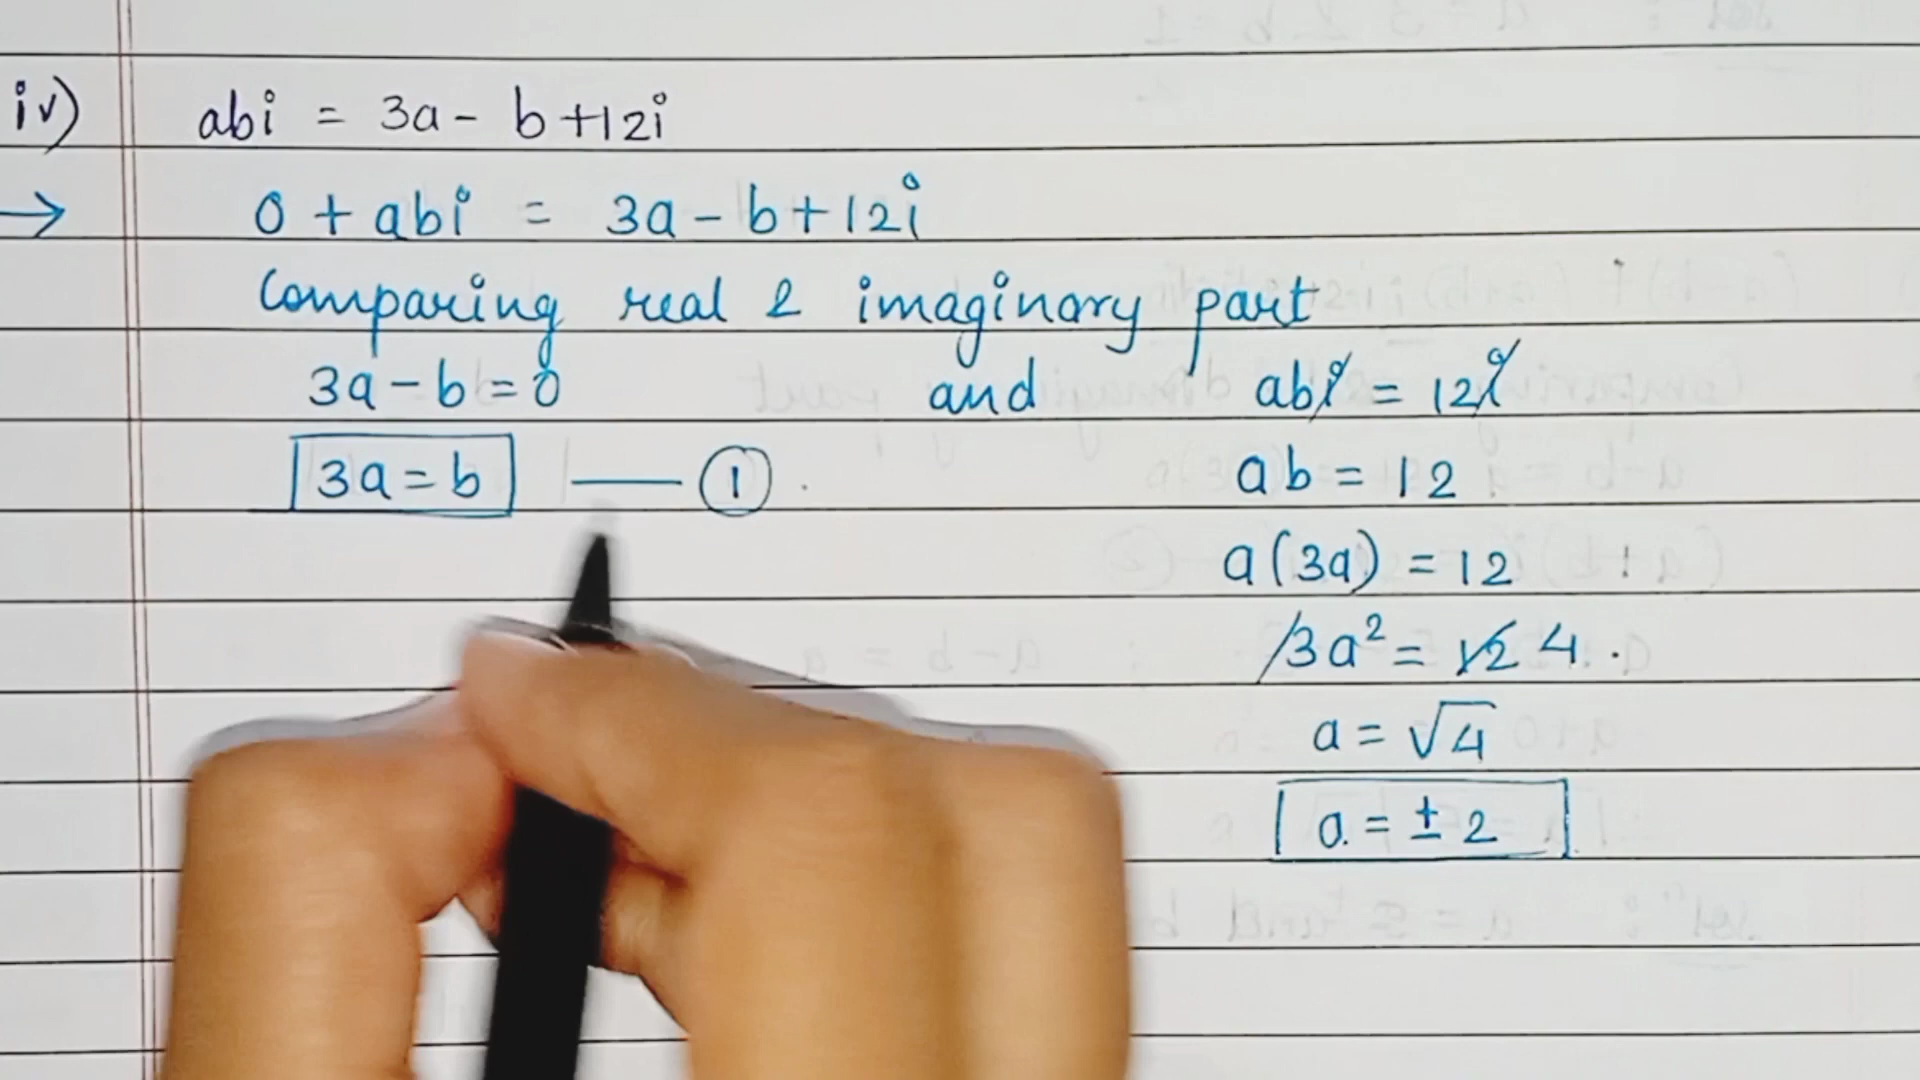 iv) abi = 3a - b + 12i
→ 0 + abi = 3a - b + 12i
Comparing real & imaginary part
3a - b = 0 and abi = 12i
3a = b — ① ab = 12
a(3a) = 12
3a² = 12 4
a = √4
a = ± 2